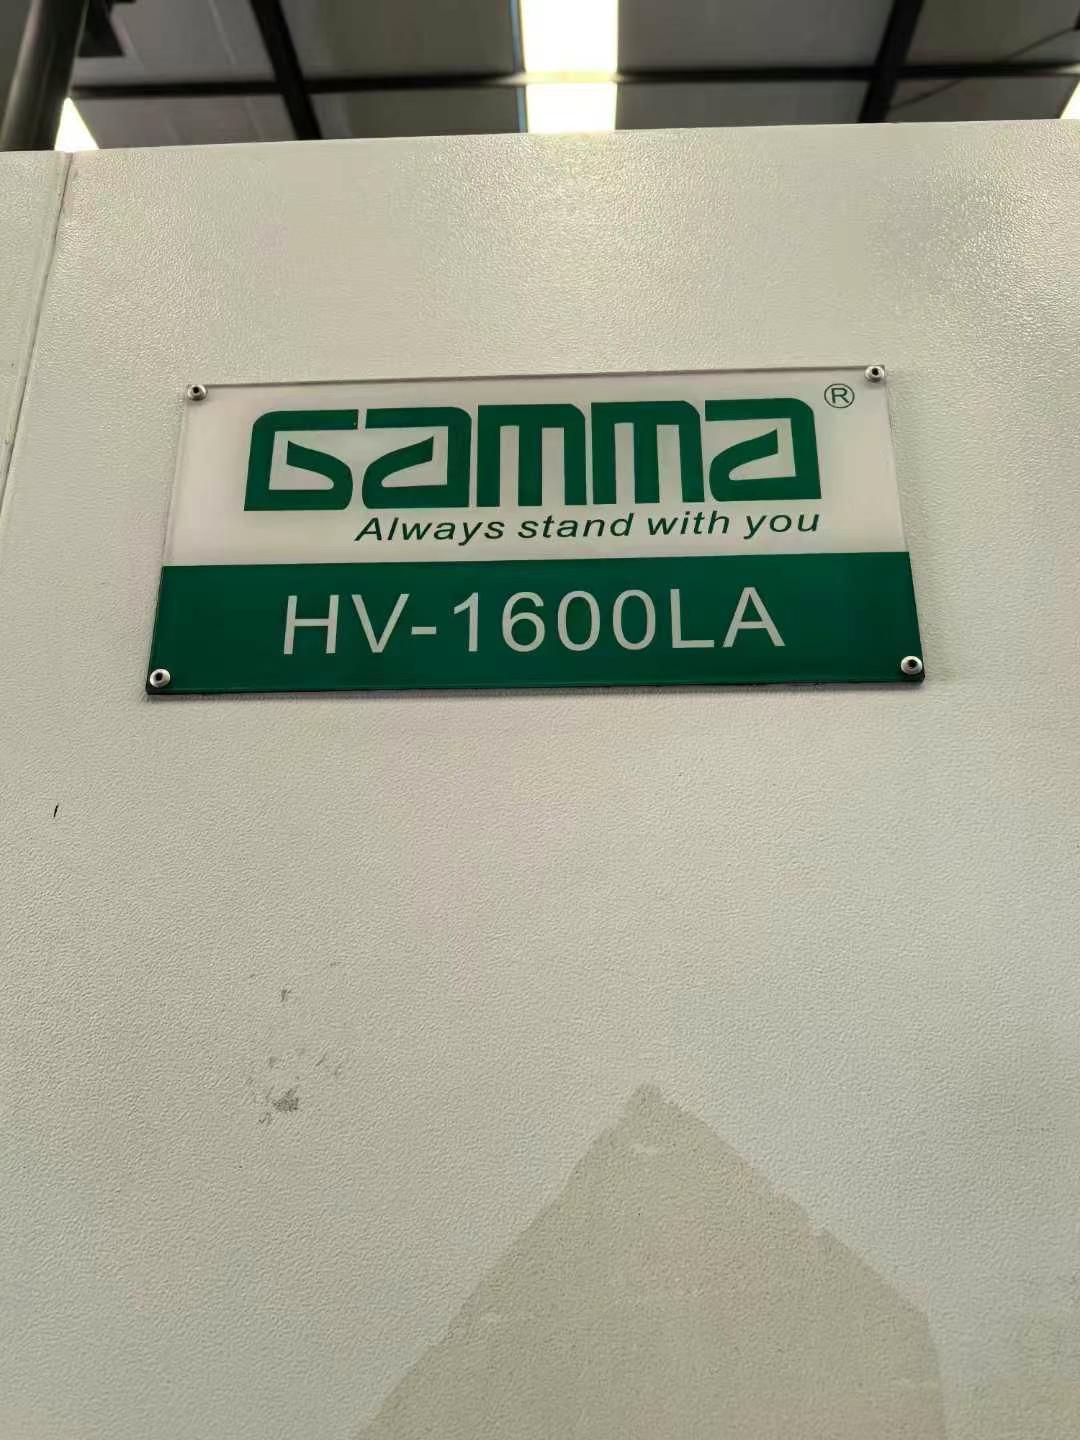 GAMMA®
Always stand with you
HV-1600LA